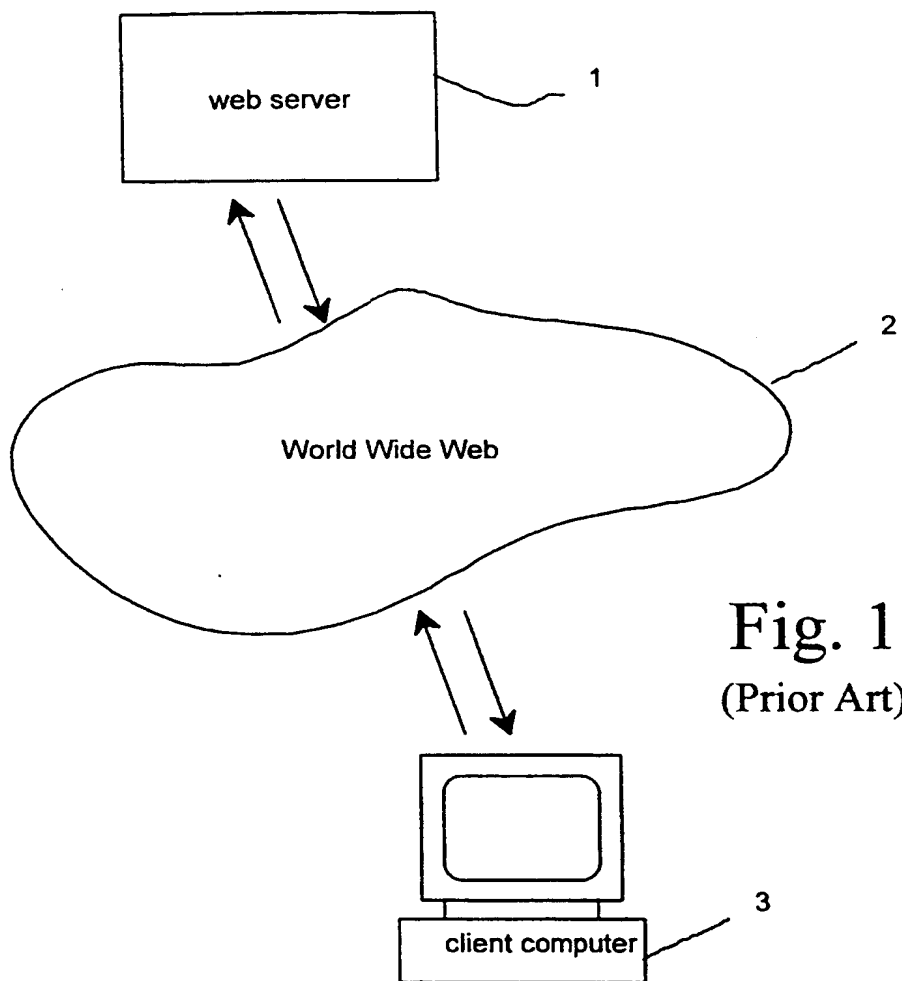 web server
1
2
World Wide Web
Fig. 1
(Prior Art)
3
client computer